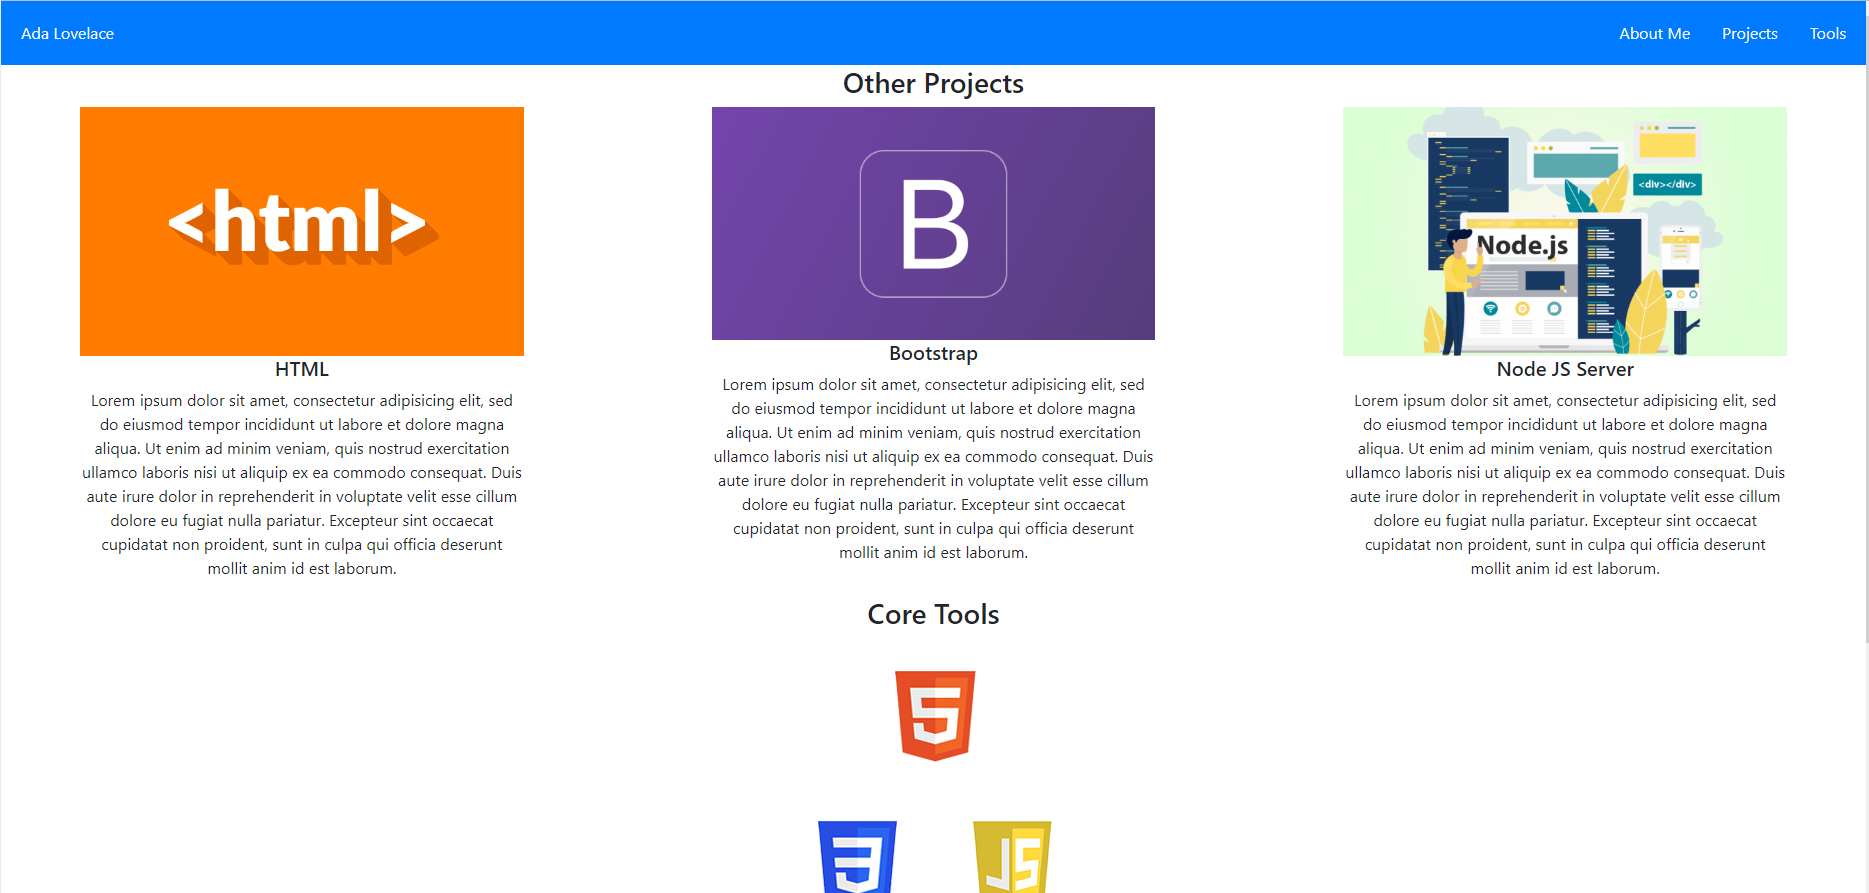 Ada Lovelace
About Me
Projects
Tools
Other Projects
<html>
HTML
Lorem ipsum dolor sit amet, consectetur adipisicing elit, sed
do eiusmod tempor incididunt ut labore et dolore magna
aliqua. Ut enim ad minim veniam, quis nostrud exercitation
ullamco laboris nisi ut aliquip ex ea commodo consequat. Duis
aute irure dolor in reprehenderit in voluptate velit esse cillum
dolore eu fugiat nulla pariatur. Excepteur sint occaecat
cupidatat non proident, sunt in culpa qui officia deserunt
mollit anim id est laborum.
B
Bootstrap
Lorem ipsum dolor sit amet, consectetur adipisicing elit, sed
do eiusmod tempor incididunt ut labore et dolore magna
aliqua. Ut enim ad minim veniam, quis nostrud exercitation
ullamco laboris nisi ut aliquip ex ea commodo consequat. Duis
aute irure dolor in reprehenderit in voluptate velit esse cillum
dolore eu fugiat nulla pariatur. Excepteur sint occaecat
cupidatat non proident, sunt in culpa qui officia deserunt
mollit anim id est laborum.
<div></div>
Node.js
Node JS Server
Lorem ipsum dolor sit amet, consectetur adipisicing elit, sed
do eiusmod tempor incididunt ut labore et dolore magna
aliqua. Ut enim ad minim veniam, quis nostrud exercitation
ullamco laboris nisi ut aliquip ex ea commodo consequat. Duis
aute irure dolor in reprehenderit in voluptate velit esse cillum
dolore eu fugiat nulla pariatur. Excepteur sint occaecat
cupidatat non proident, sunt in culpa qui officia deserunt
mollit anim id est laborum.
Core Tools
5
3
JS